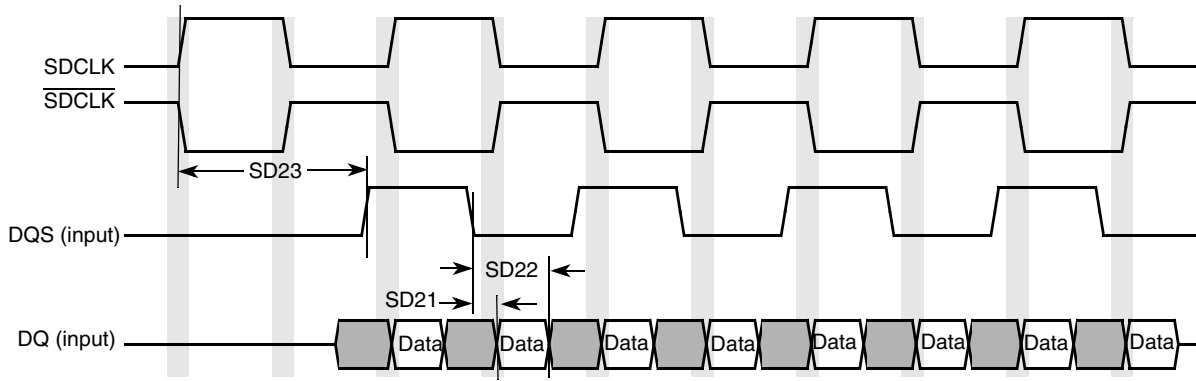 SDCLK
SDCLK
SD23
DQS (input)
SD22
SD21
DQ (input)
Data
Data
Data
Data
Data
Data
Data
Data